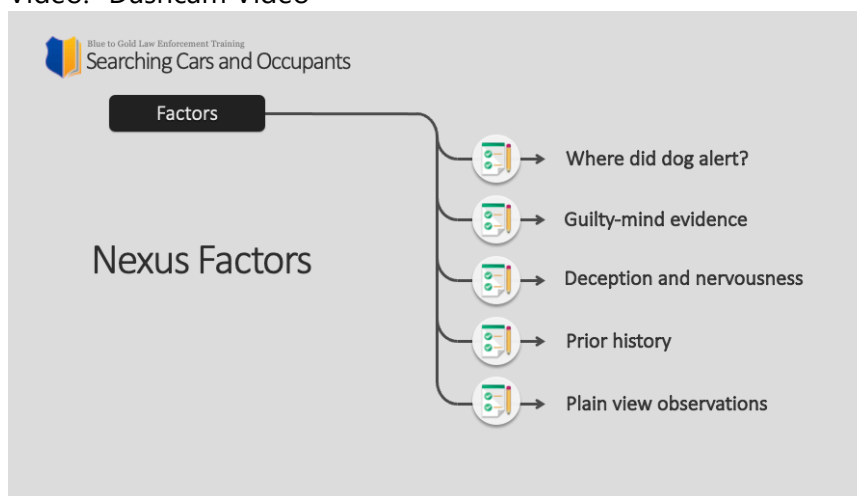 Video: "Dashcam Video"
Blue to Gold Law Enforcement Training
Searching Cars and Occupants
Factors
Nexus Factors
Where did dog alert?
Guilty-mind evidence
Deception and nervousness
Prior history
Plain view observations